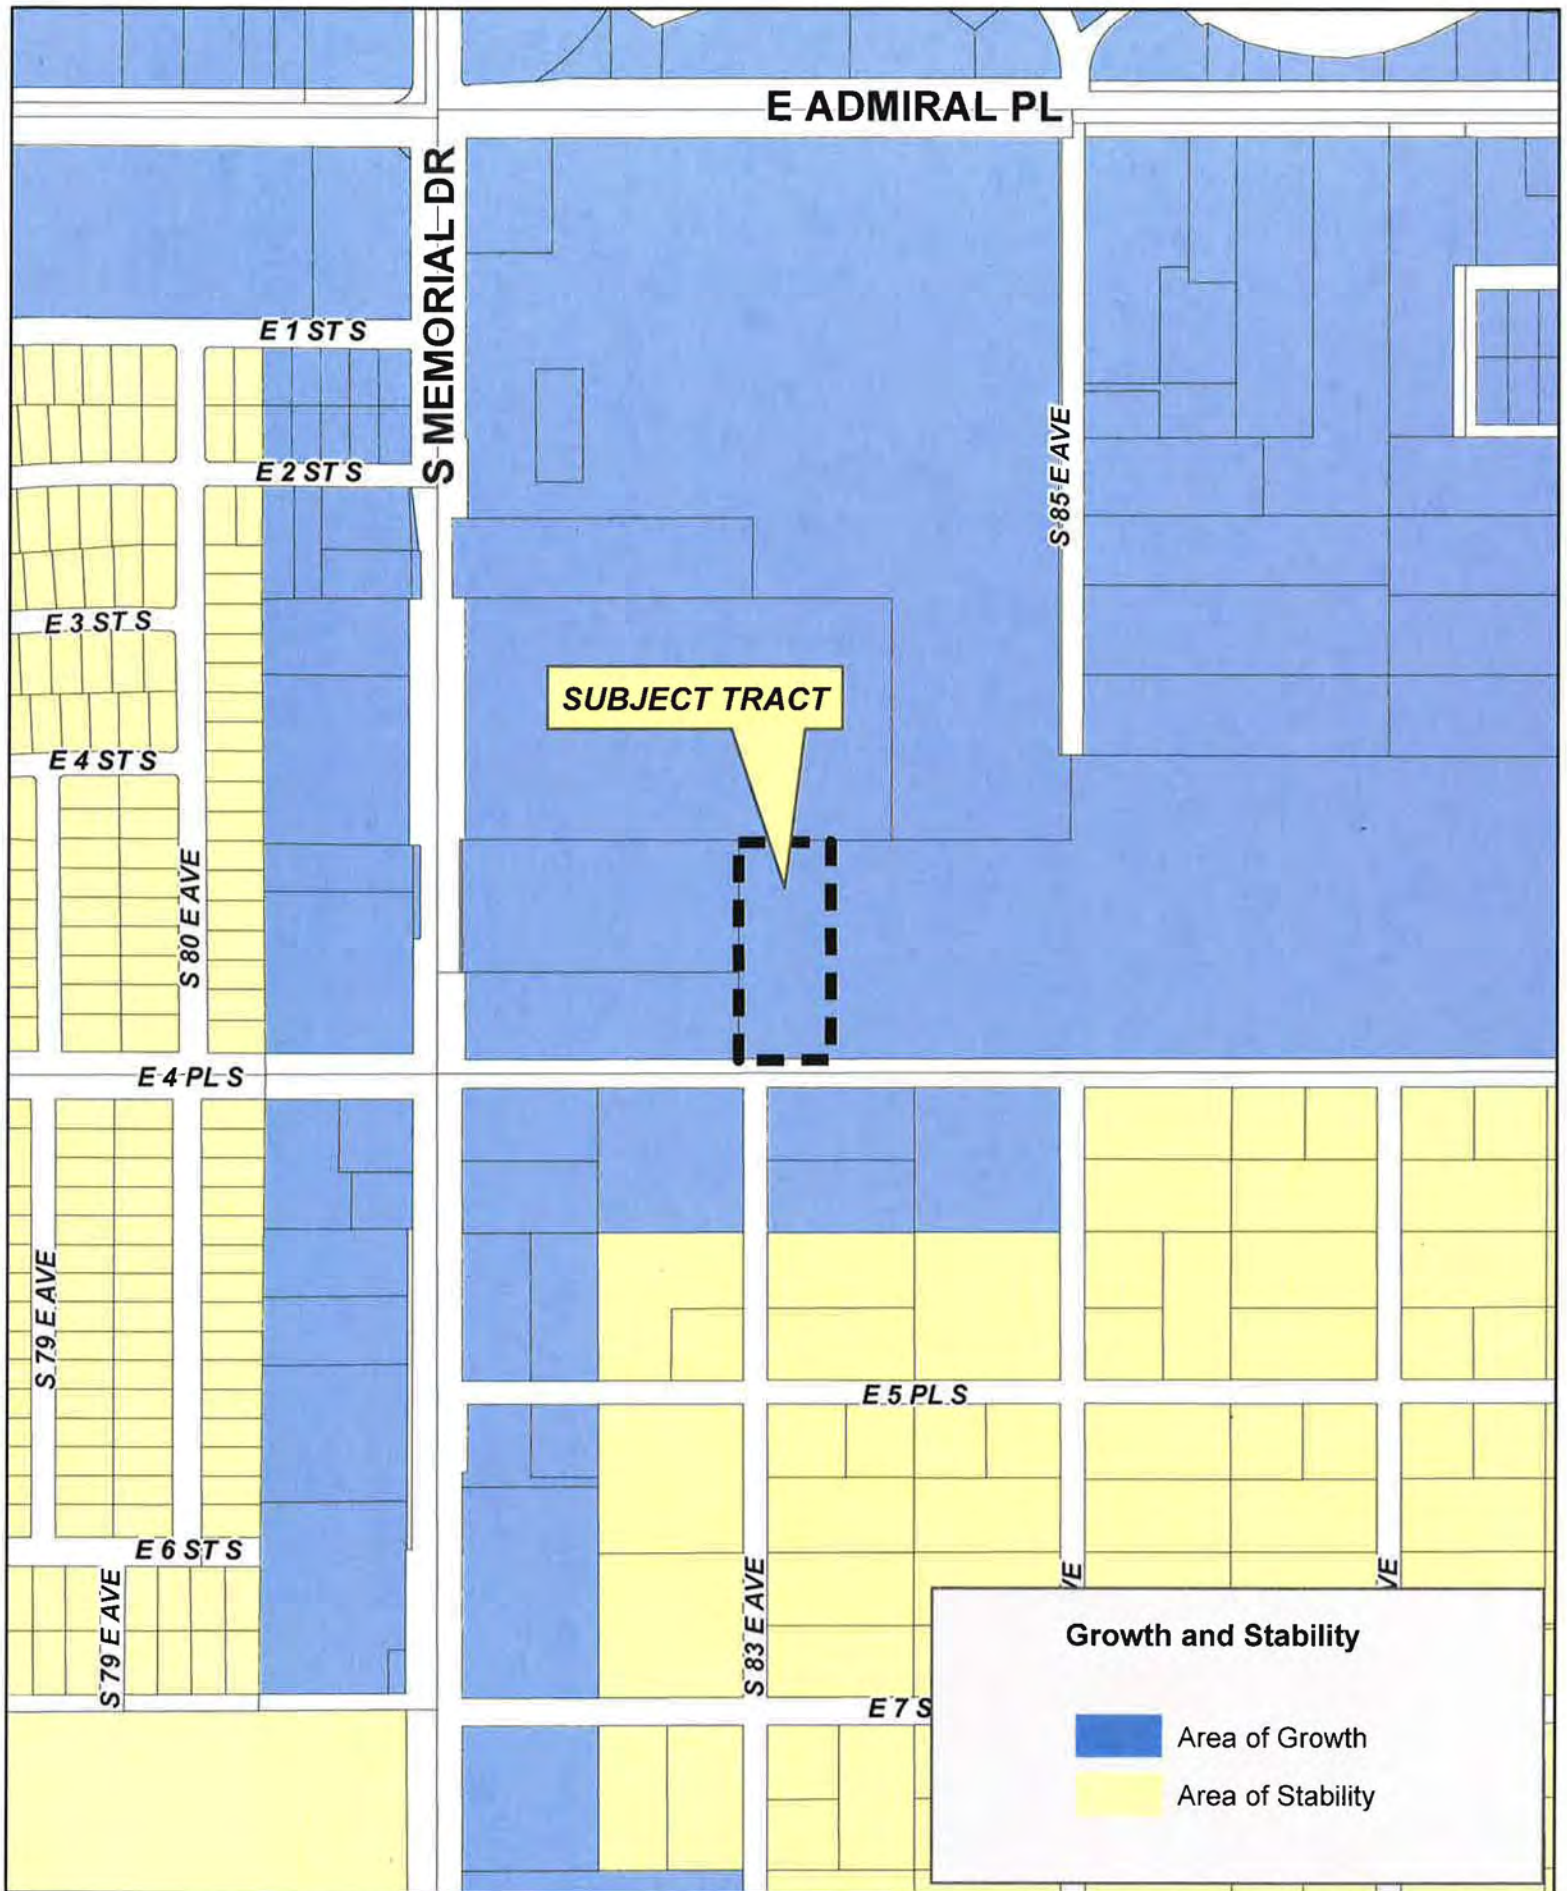 E ADMIRAL PL
S MEMORIAL DR
E 1 ST S
E 2 ST S
S 85 E AVE
E 3 ST S
SUBJECT TRACT
E 4 ST S
S 80 E AVE
E 4 PL S
S 79 E AVE
E 5 PL S
E 6 ST S
S 79 E AVE
S 83 E AVE
VE
VE
E 7 S
Growth and Stability
Area of Growth
Area of Stability